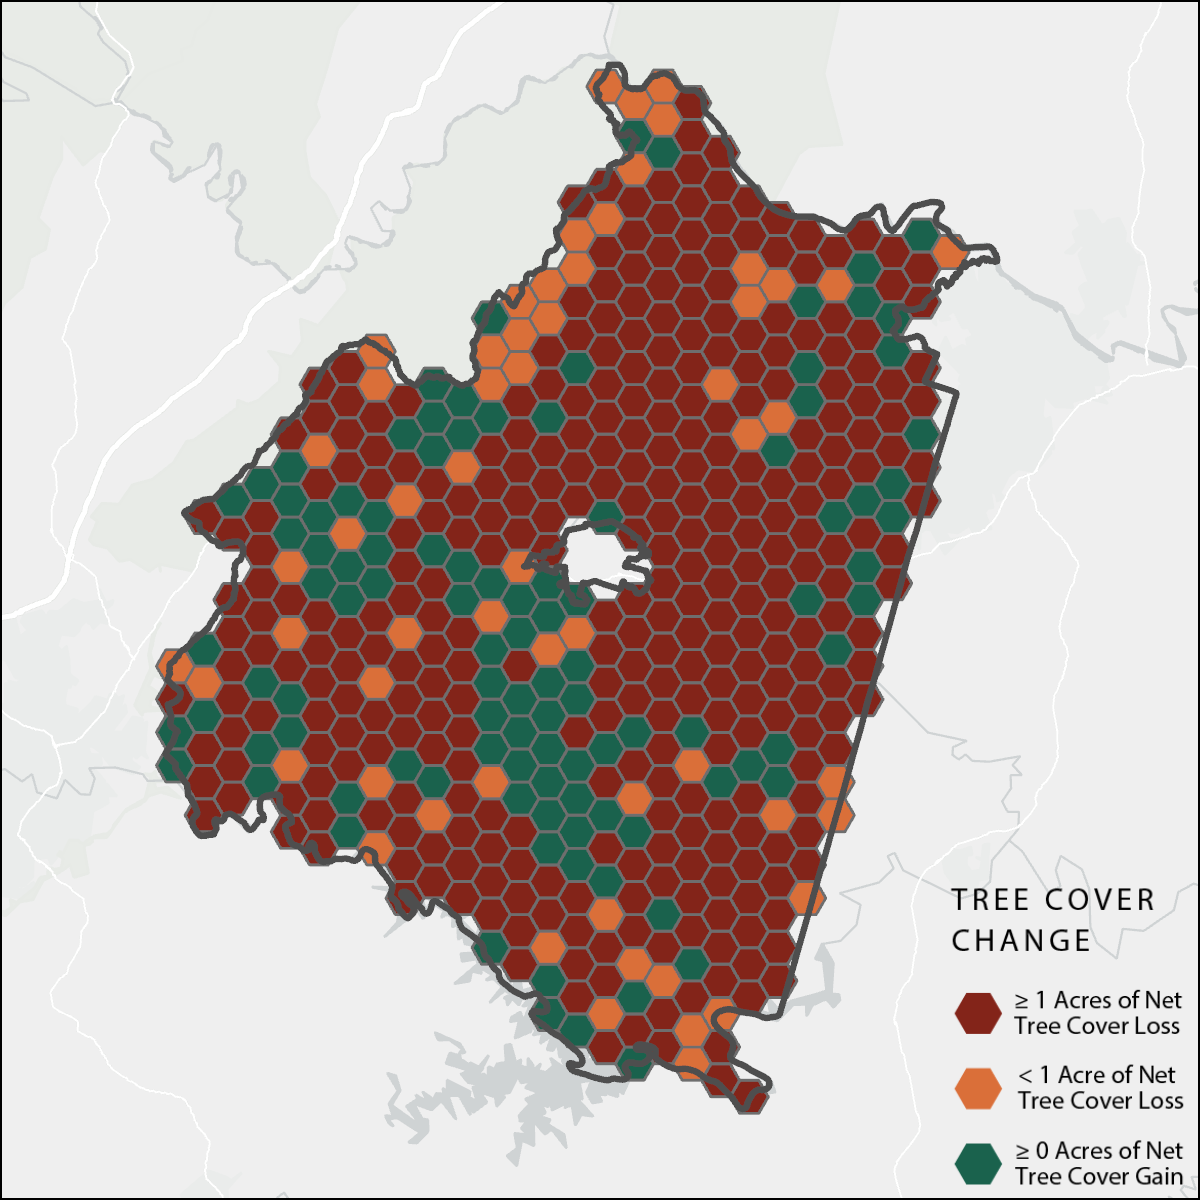 TREE COVER
CHANGE
≥ 1 Acres of Net
Tree Cover Loss
< 1 Acre of Net
Tree Cover Loss
≥ 0 Acres of Net
Tree Cover Gain